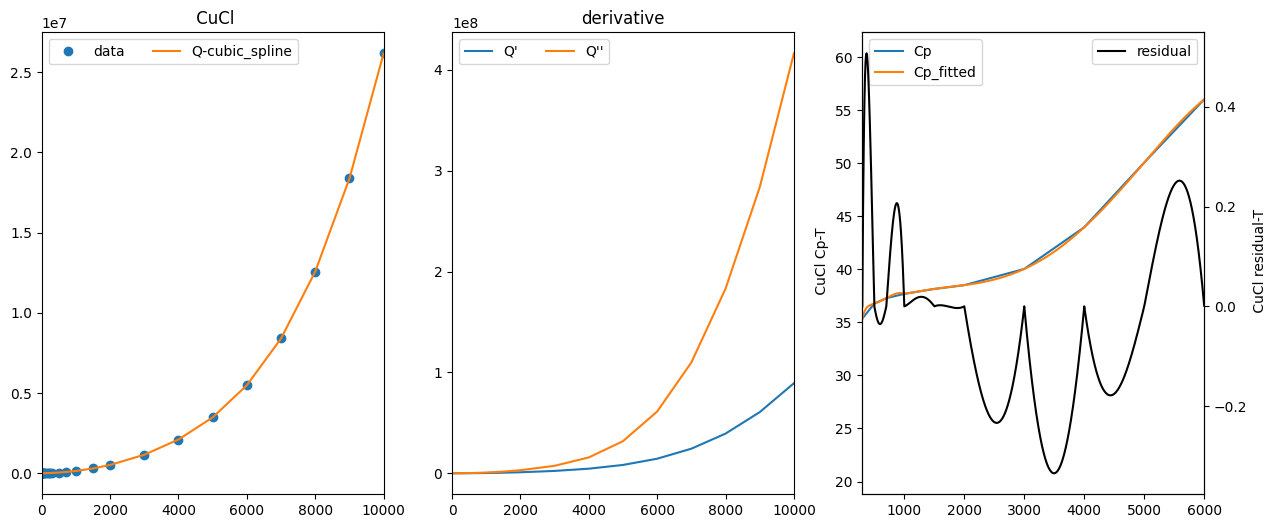 CuCl
1e7
data
Q-cubic_spline
2.5
2.0
1.5
1.0
0.5
0.0
0 2000 4000 6000 8000 10000
derivative
1e8
Q'
Q''
4
3
2
1
0
0 2000 4000 6000 8000 10000
Cp
Cp_fitted
residual
CuCl Cp-T
60
55
50
45
40
35
30
25
20
1000 2000 3000 4000 5000 6000
0.4
0.2
0.0
−0.2
CuCl residual-T